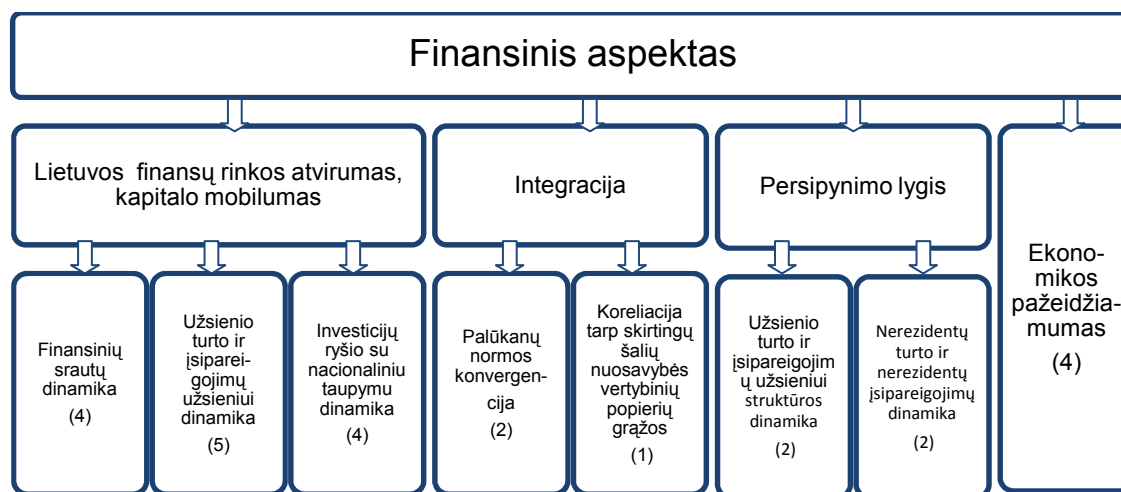 Finansinis aspektas
Lietuvos finansų rinkos atvirumas,
kapitalo mobilumas
Integracija
Persipynimo lygis
Ekono-
mikos
pažeidžia-
mumas
(4)
Finansinių
srautų
dinamika
(4)
Užsienio
turto ir
įsiparei-
gojimų
užsieniui
dinamika
(5)
Investicijų
ryšio su
nacionaliniu
taupymu
dinamika
(4)
Palūkanų
normos
konvergen-
cija
(2)
Koreliacija
tarp skirtingų
šalių
nuosavybės
vertybinių
popierių
grąžos
(1)
Užsienio
turto ir
įsipareigojim
ų užsieniui
struktūros
dinamika
(2)
Nerezidentų
turto ir
nerezidentų
įsipareigojimų
dinamika
(2)